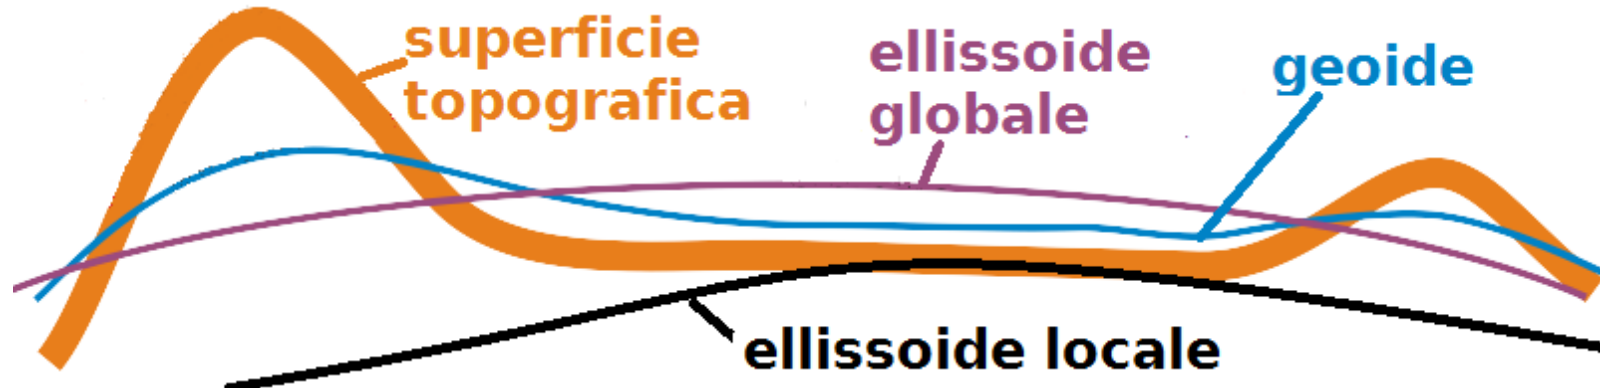 superficie
topografica
ellissoide
globale
geoide
ellissoide locale